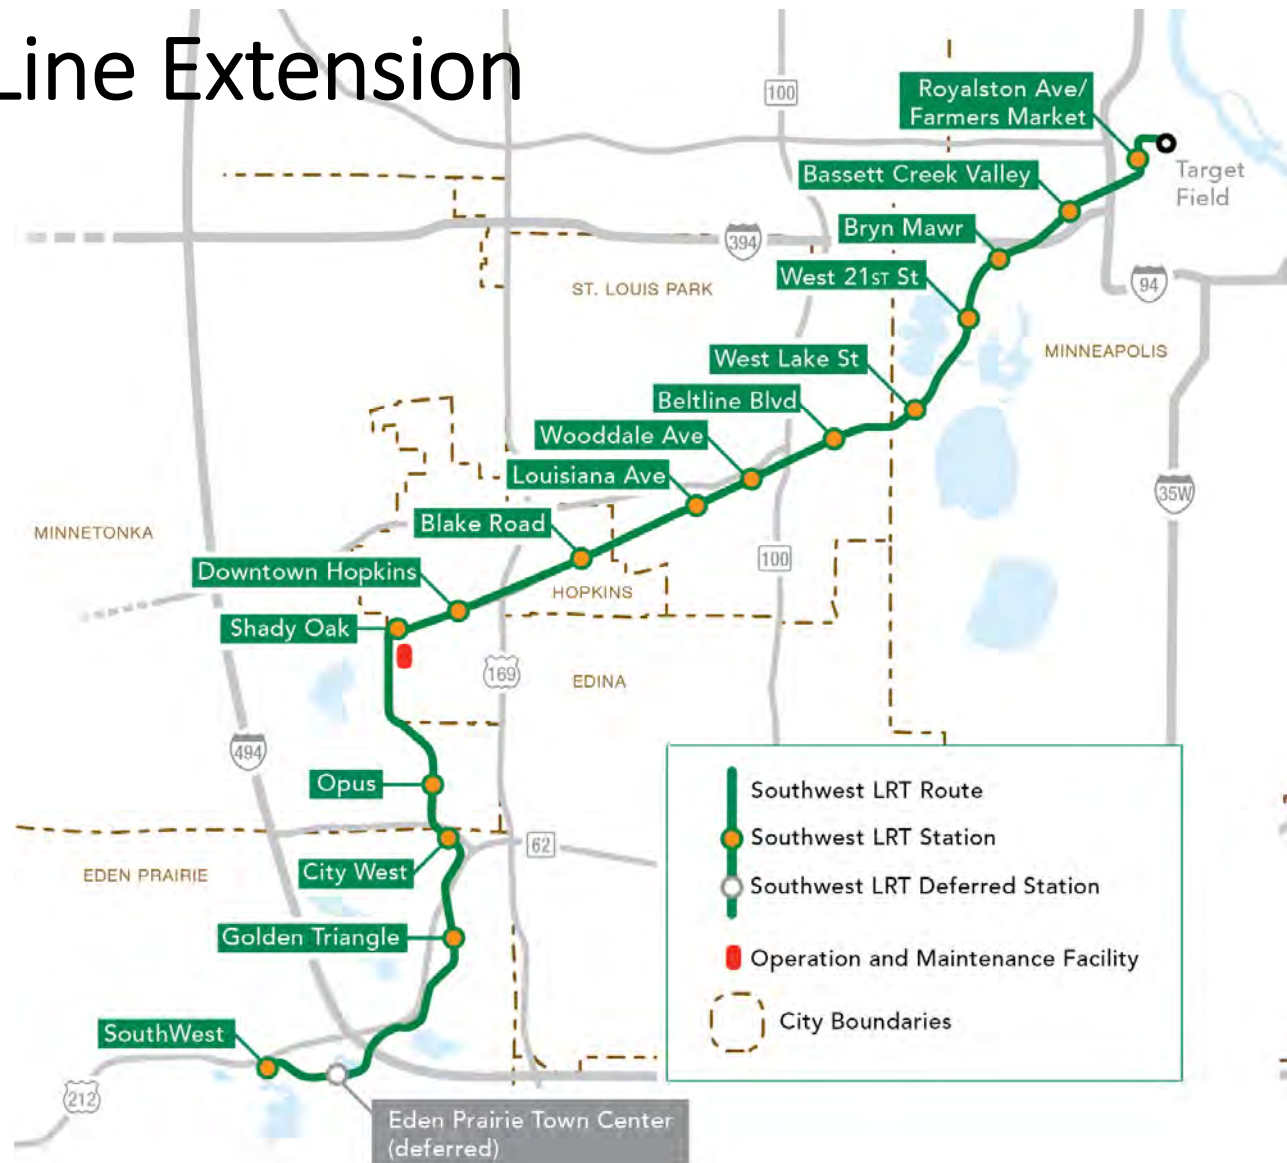 Line Extension
100
Royalston Ave/
Farmers Market
Target
Field
Bassett Creek Valley
Bryn Mawr
394
West 21ST St
94
ST. LOUIS PARK
MINNEAPOLIS
West Lake St
Beltline Blvd
Wooddale Ave
Louisiana Ave
35W
Blake Road
MINNETONKA
100
Downtown Hopkins
HOPKINS
Shady Oak
169
EDINA
494
Opus
62
City West
EDEN PRAIRIE
Golden Triangle
SouthWest
212
Eden Prairie Town Center
(deferred)
Southwest LRT Route
Southwest LRT Station
Southwest LRT Deferred Station
Operation and Maintenance Facility
City Boundaries